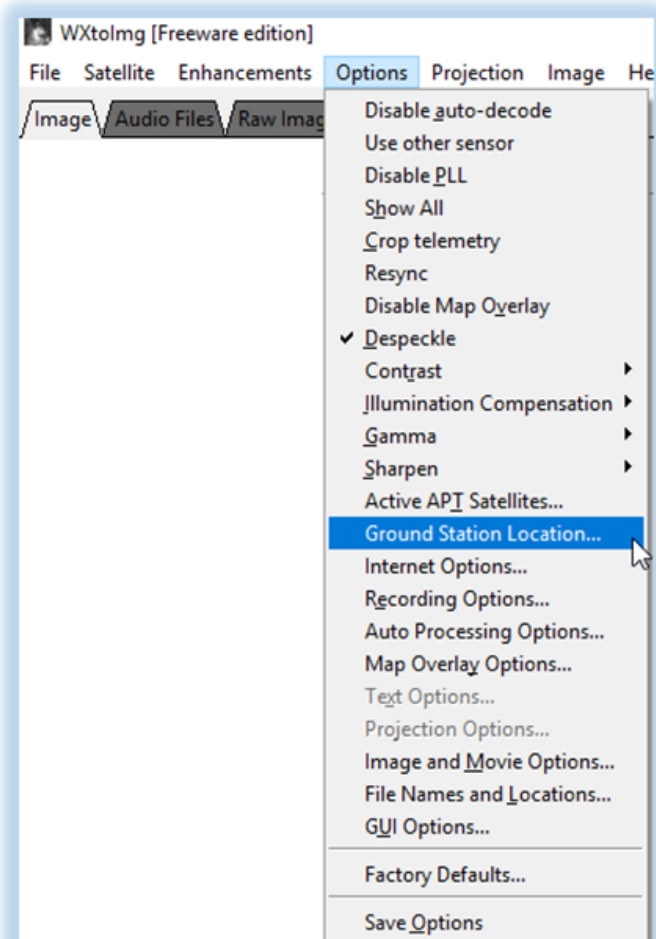 WXtoImg [Freeware edition]
File Satellite Enhancements Options Projection Image He
Image Audio Files Raw Imag
Disable auto-decode
Use other sensor
Disable PLL
Show All
Crop telemetry
Resync
Disable Map Overlay
Despeckle
Contrast
Illumination Compensation
Gamma
Sharpen
Active APT Satellites...
Ground Station Location...
Internet Options...
Recording Options...
Auto Processing Options...
Map Overlay Options...
Text Options...
Projection Options...
Image and Movie Options...
File Names and Locations...
GUI Options...
Factory Defaults...
Save Options